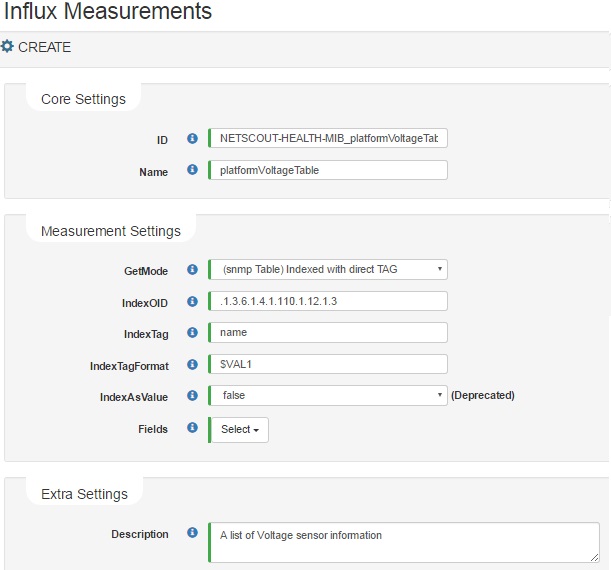 Influx Measurements
CREATE
Core Settings
ID NETSCOUT-HEALTH-MIB_platformVoltageTab
Name platformVoltageTable
Measurement Settings
GetMode (snmp Table) Indexed with direct TAG
IndexOID .1.3.6.1.4.1.110.1.12.1.3
IndexTag name
IndexTagFormat $VAL1
IndexAsValue false (Deprecated)
Fields Select
Extra Settings
Description A list of Voltage sensor information